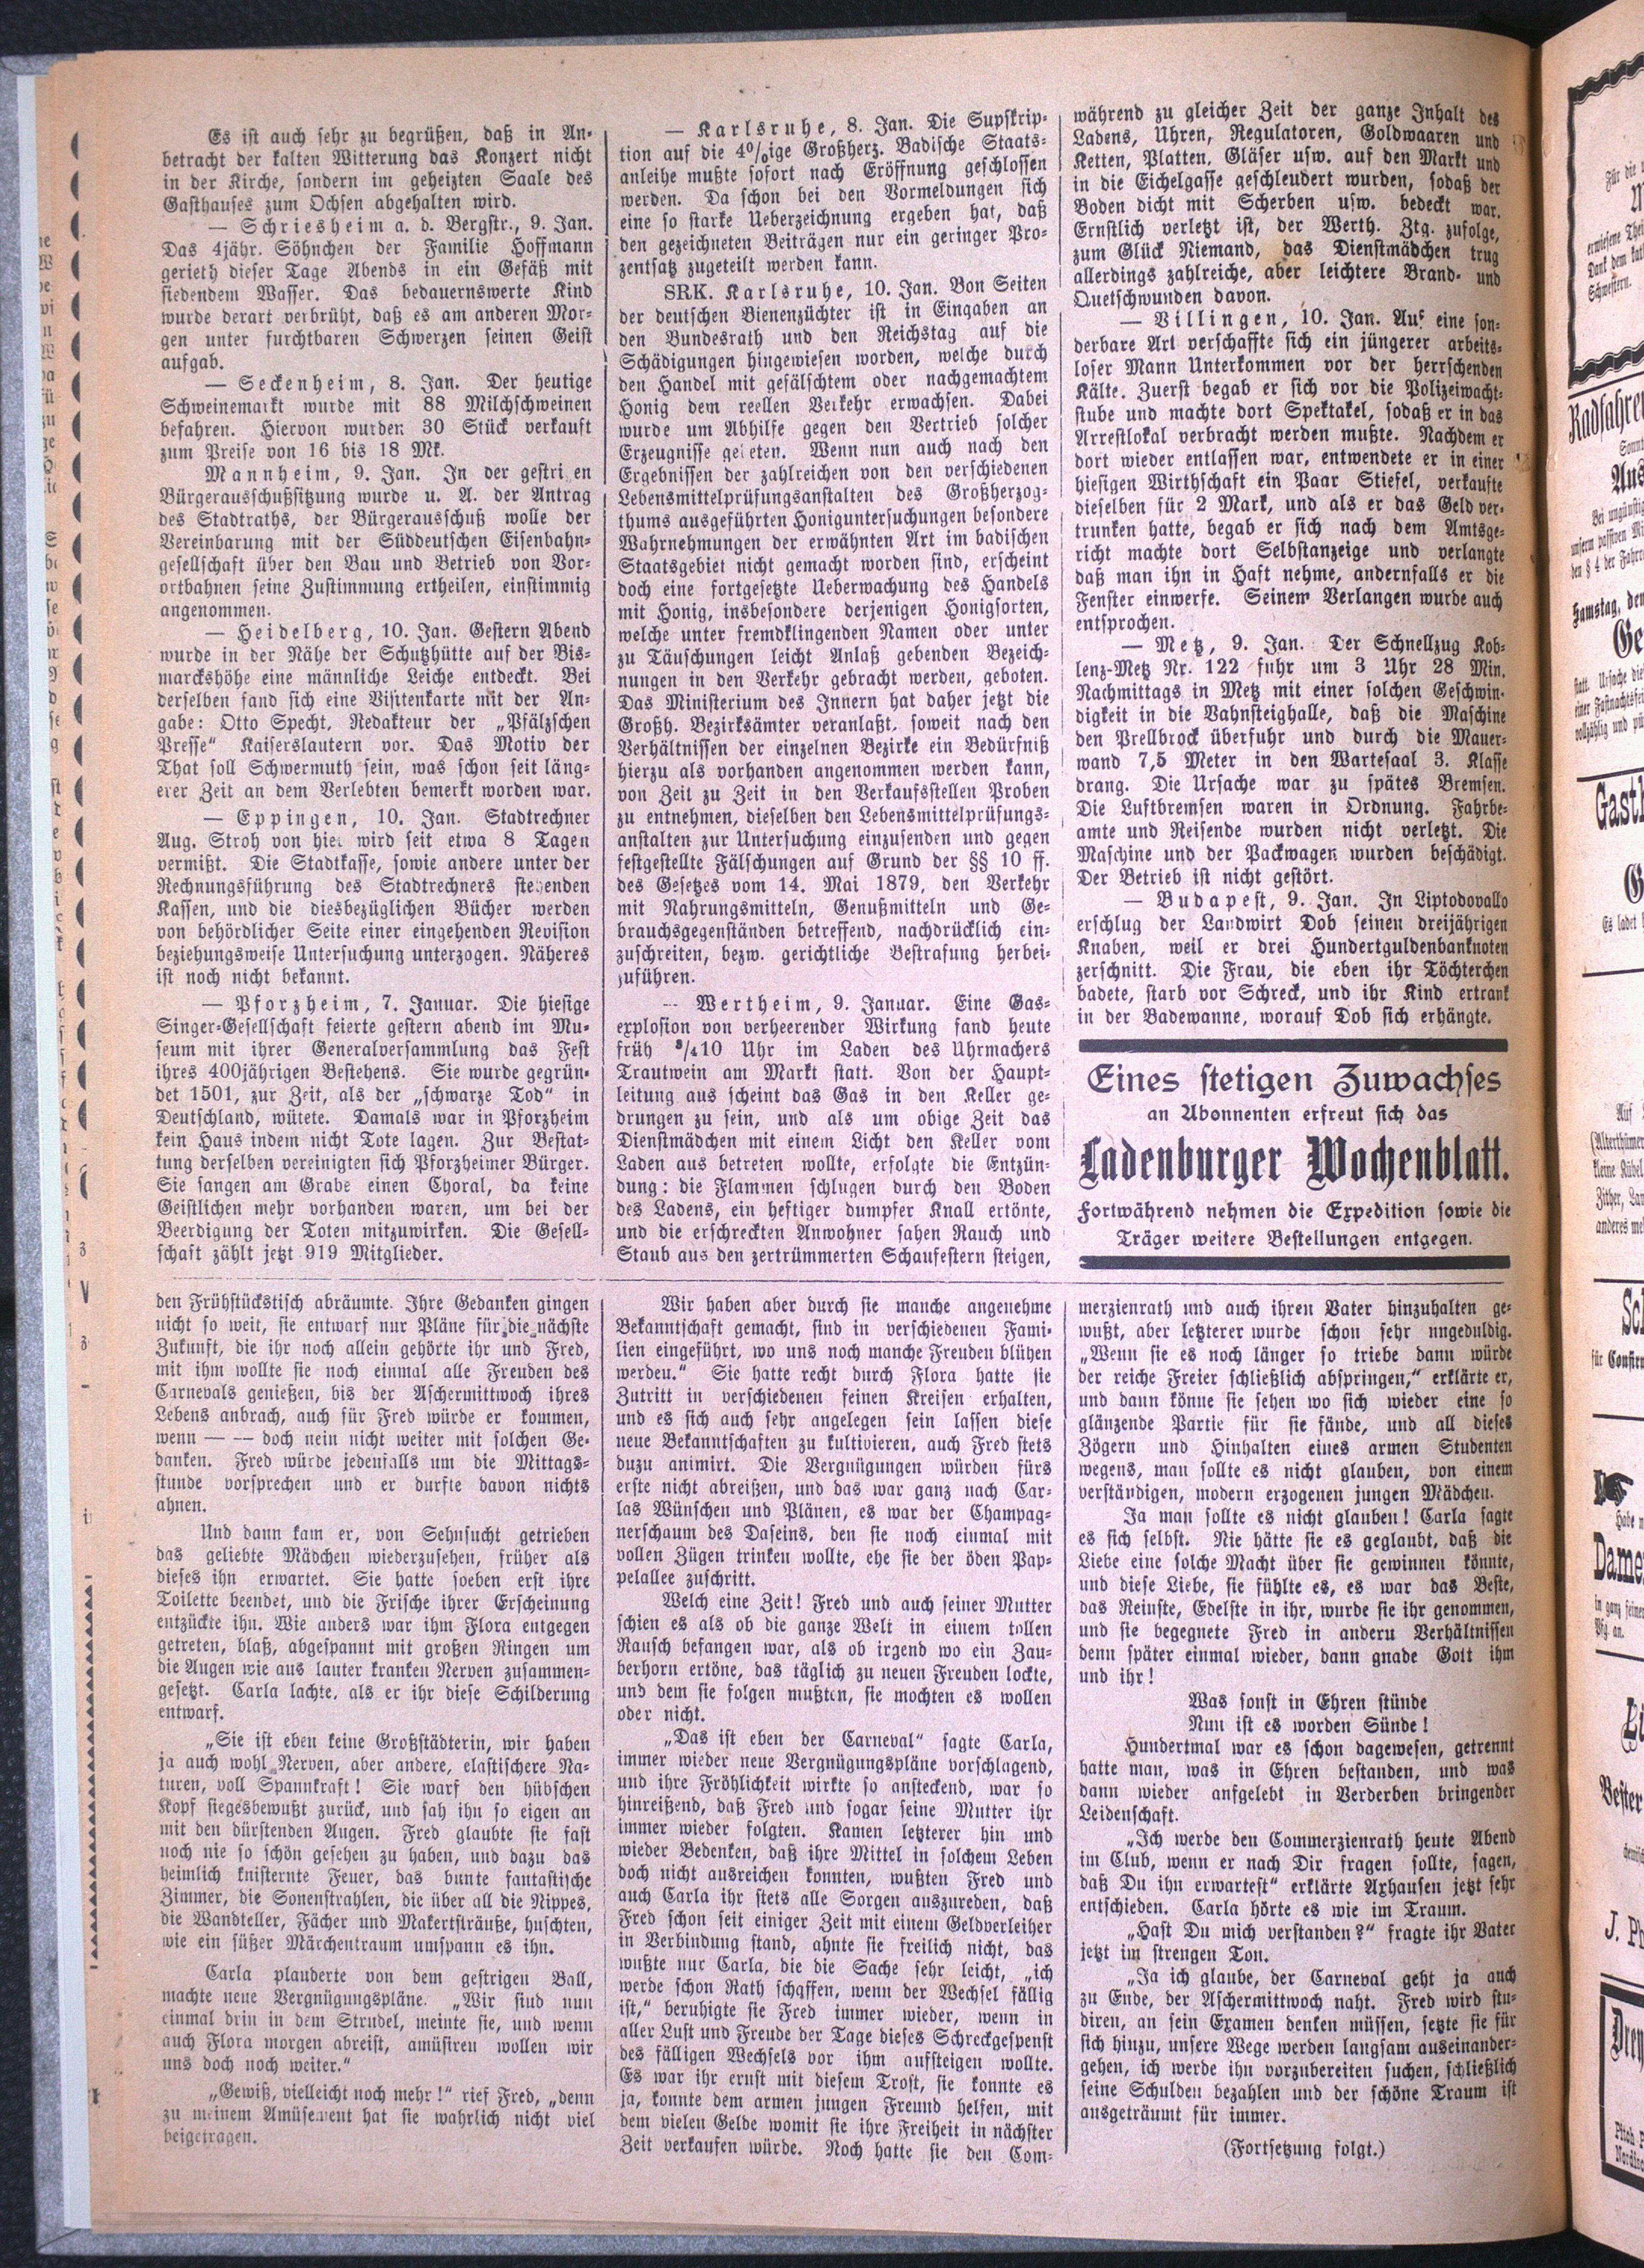 Es ist auch sehr zu begrüßen, daß in An-
betracht der kalten Witterung das Konzert nicht
in der Kirche, sondern im geheizten Saale des
Gasthauses zum Ochsen abgehalten wird.
— Schriesheim a. d. Bergstr., 9. Jan.
Das 4jähr. Söhnchen der Familie Hoffmann
gerieth dieser Tage Abends in ein Gefäß mit
siedendem Wasser. Das bedauernswerte Kind
wurde derart verbrüht, daß es am anderen Mor-
gen unter furchtbaren Schwerzen seinen Geist
aufgab.
— Seckenheim, 8. Jan. Der heutige
Schweinemarkt wurde mit 88 Milchschweinen
befahren. Hiervon wurden 30 Stück verkauft
zum Preise von 16 bis 18 Mk.
Mannheim, 9. Jan. In der gestrigen
Bürgerausschußsitzung wurde u. A. der Antrag
des Stadtraths, der Bürgerausschuß wolle der
Vereinbarung mit der Süddeutschen Eisenbahn-
gesellschaft über den Bau und Betrieb von Vor-
ortbahnen seine Zustimmung ertheilen, einstimmig
angenommen.
— Heidelberg, 10. Jan. Gestern Abend
wurde in der Nähe der Schutzhütte auf der Bis-
marckshöhe eine männliche Leiche entdeckt. Bei
derselben fand sich eine Visitenkarte mit der An-
gabe: Otto Specht, Redakteur der „Pfälzschen
Presse“ Kaiserslautern vor. Das Motiv der
That soll Schwermuth sein, was schon seit läng-
erer Zeit an dem Verlebten bemerkt worden war.
— Eppingen, 10. Jan. Stadtrechner
Aug. Stroh von hier wird seit etwa 8 Tagen
vermißt. Die Stadtkasse, sowie andere unter der
Rechnungsführung des Stadtrechners stehenden
Kassen, und die diesbezüglichen Bücher werden
von behördlicher Seite einer eingehenden Revision
beziehungsweise Untersuchung unterzogen. Näheres
ist noch nicht bekannt.
— Pforzheim, 7. Januar. Die hiesige
Singer-Gesellschaft feierte gestern abend im Mu-
seum mit ihrer Generalversammlung das Fest
ihres 400jährigen Bestehens. Sie wurde gegrün-
det 1501, zur Zeit, als der „schwarze Tod“ in
Deutschland, wütete. Damals war in Pforzheim
kein Haus indem nicht Tote lagen. Zur Bestat-
tung derselben vereinigten sich Pforzheimer Bürger.
Sie sangen am Grabe einen Choral, da keine
Geistlichen mehr vorhanden waren, um bei der
Beerdigung der Toten mitzuwirken. Die Gesell-
schaft zählt jetzt 919 Mitglieder.
— Karlsruhe, 8. Jan. Die Supskrip-
tion auf die 4%ige Großherz. Badische Staats-
anleihe mußte sofort nach Eröffnung geschlossen
werden. Da schon bei den Vormeldungen sich
eine so starke Ueberzeichnung ergeben hat, daß
den gezeichneten Beiträgen nur ein geringer Pro-
zentsatz zugeteilt werden kann.
SRK. Karlsruhe, 10. Jan. Von Seiten
der deutschen Bienenzüchter ist in Eingaben an
den Bundesrath und den Reichstag auf die
Schädigungen hingewiesen worden, welche durch
den Handel mit gefälschtem oder nachgemachtem
Honig dem reellen Verkehr erwachsen. Dabei
wurde um Abhilfe gegen den Vertrieb solcher
Erzeugnisse gebeten. Wenn nun auch nach den
Ergebnissen der zahlreichen von den verschiedenen
Lebensmittelprüfungsanstalten des Großherzog-
thums ausgeführten Honiguntersuchungen besondere
Wahrnehmungen der erwähnten Art im badischen
Staatsgebiet nicht gemacht worden sind, erscheint
doch eine fortgesetzte Ueberwachung des Handels
mit Honig, insbesondere derjenigen Honigsorten,
welche unter fremdklingenden Namen oder unter
zu Täuschungen leicht Anlaß gebenden Bezeich-
nungen in den Verkehr gebracht werden, geboten.
Das Ministerium des Innern hat daher jetzt die
Großh. Bezirksämter veranlaßt, soweit nach den
Verhältnissen der einzelnen Bezirke ein Bedürfniß
hierzu als vorhanden angenommen werden kann,
von Zeit zu Zeit in den Verkaufsstellen Proben
zu entnehmen, dieselben den Lebensmittelprüfungs-
anstalten zur Untersuchung einzusenden und gegen
festgestellte Fälschungen auf Grund der §§ 10 ff.
des Gesetzes vom 14. Mai 1879, den Verkehr
mit Nahrungsmitteln, Genußmitteln und Ge-
brauchsgegenständen betreffend, nachdrücklich ein-
zuschreiten, bezw. gerichtliche Bestrafung herbei-
zuführen.
— Wertheim, 9. Januar. Eine Gas-
explosion von verheerender Wirkung fand heute
früh 3/410 Uhr im Laden des Uhrmachers
Trautwein am Markt statt. Von der Haupt-
leitung aus scheint das Gas in den Keller ge-
drungen zu sein, und als um obige Zeit das
Dienstmädchen mit einem Licht den Keller vom
Laden aus betreten wollte, erfolgte die Entzün-
dung: die Flammen schlugen durch den Boden
des Ladens, ein heftiger dumpfer Knall ertönte,
und die erschreckten Anwohner sahen Rauch und
Staub aus den zertrümmerten Schaufestern steigen,
während zu gleicher Zeit der ganze Inhalt des
Ladens, Uhren, Regulatoren, Goldwaaren und
Ketten, Platten, Gläser usw. auf den Markt und
in die Eichelgasse geschleudert wurden, sodaß der
Boden dicht mit Scherben usw. bedeckt war.
Ernstlich verletzt ist, der Werth. Ztg. zufolge,
zum Glück Niemand, das Dienstmädchen trug
allerdings zahlreiche, aber leichtere Brand- und
Quetschwunden davon.
— Villingen, 10. Jan. Auf eine son-
derbare Art verschaffte sich ein jüngerer arbeits-
loser Mann Unterkommen vor der herrschenden
Kälte. Zuerst begab er sich vor die Polizeiwacht-
stube und machte dort Spektakel, sodaß er in das
Arrestlokal verbracht werden mußte. Nachdem er
dort wieder entlassen war, entwendete er in einer
hiesigen Wirthschaft ein Paar Stiefel, verkaufte
dieselben für 2 Mark, und als er das Geld ver-
trunken hatte, begab er sich nach dem Amtsge-
richt machte dort Selbstanzeige und verlangte
daß man ihn in Haft nehme, andernfalls er die
Fenster einwerfe. Seinem Verlangen wurde auch
entsprochen.
— Metz, 9. Jan. Der Schnellzug Kob-
lenz-Metz Nr. 122 fuhr um 3 Uhr 28 Min.
Nachmittags in Metz mit einer solchen Geschwin-
digkeit in die Bahnsteighalle, daß die Maschine
den Prellbrock überfuhr und durch die Mauer-
wand 7,5 Meter in den Wartesaal 3. Klasse
drang. Die Ursache war zu spätes Bremsen.
Die Luftbremsen waren in Ordnung. Fahrbe-
amte und Reisende wurden nicht verletzt. Die
Maschine und der Packwagen wurden beschädigt.
Der Betrieb ist nicht gestört.
— Budapest, 9. Jan. In Liptodovallo
erschlug der Landwirt Dob seinen dreijährigen
Knaben, weil er drei Hundertguldenbanknoten
zerschnitt. Die Frau, die eben ihr Töchterchen
badete, starb vor Schreck, und ihr Kind ertrank
in der Badewanne, worauf Dob sich erhängte.
Eines stetigen Zuwachses
an Abonnenten erfreut sich das
Ladenburger Wochenblatt.
Fortwährend nehmen die Expedition sowie die
Träger weitere Bestellungen entgegen.
den Frühstückstisch abräumte. Ihre Gedanken gingen
nicht so weit, sie entwarf nur Pläne für die nächste
Zukunft, die ihr noch allein gehörte ihr und Fred,
mit ihm wollte sie noch einmal alle Freuden des
Carnevals genießen, bis der Aschermittwoch ihres
Lebens anbrach, auch für Fred würde er kommen,
wenn — — doch nein nicht weiter mit solchen Ge-
danken. Fred würde jedenfalls um die Mittags-
stunde vorsprechen und er durfte davon nichts
ahnen.
Und dann kam er, von Sehnsucht getrieben
das geliebte Mädchen wiederzusehen, früher als
dieses ihn erwartet. Sie hatte soeben erst ihre
Toilette beendet, und die Frische ihrer Erscheinung
entzückte ihn. Wie anders war ihm Flora entgegen
getreten, blaß, abgespannt mit großen Ringen um
die Augen wie aus lauter kranken Nerven zusammen-
gesetzt. Carla lachte, als er ihr diese Schilderung
entwarf.
„Sie ist eben keine Großstädterin, wir haben
ja auch wohl Nerven, aber andere, elastischere Na-
turen, voll Spannkraft! Sie warf den hübschen
Kopf siegesbewußt zurück, und sah ihn so eigen an
mit den dürstenden Augen. Fred glaubte sie fast
noch nie so schön gesehen zu haben, und dazu das
heimlich knisternte Feuer, das bunte fantastische
Zimmer, die Sonenstrahlen, die über all die Nippes,
die Wandteller, Fächer und Makertsträuße, huschten,
wie ein süßer Märchentraum umspann es ihn.
Carla plauderte von dem gestrigen Ball,
machte neue Vergnügungspläne. „Wir sind nun
einmal drin in dem Strudel, meinte sie, und wenn
auch Flora morgen abreist, amüsiren wollen wir
uns doch noch weiter.“
„Gewiß, vielleicht noch mehr!“ rief Fred, „denn
zu meinem Amüsement hat sie wahrlich nicht viel
beigetragen.
Wir haben aber durch sie manche angenehme
Bekanntschaft gemacht, sind in verschiedenen Fami-
lien eingeführt, wo uns noch manche Freuden blühen
werden.“ Sie hatte recht durch Flora hatte sie
Zutritt in verschiedenen feinen Kreisen erhalten,
und es sich auch sehr angelegen sein lassen diese
neue Bekanntschaften zu kultivieren, auch Fred stets
duzu animirt. Die Vergnügungen würden fürs
erste nicht abreißen, und das war ganz nach Car-
las Wünschen und Plänen, es war der Champag-
nerschaum des Daseins, den sie noch einmal mit
vollen Zügen trinken wollte, ehe sie der öden Pap-
pelallee zuschritt.
Welch eine Zeit! Fred und auch seiner Mutter
schien es als ob die ganze Welt in einem tollen
Rausch befangen war, als ob irgend wo ein Zau-
berhorn ertöne, das täglich zu neuen Freuden lockte,
und dem sie folgen mußten, sie mochten es wollen
oder nicht.
„Das ist eben der Carneval“ sagte Carla,
immer wieder neue Vergnügungspläne vorschlagend,
und ihre Fröhlichkeit wirkte so ansteckend, war so
hinreißend, daß Fred und sogar seine Mutter ihr
immer wieder folgten. Kamen letzterer hin und
wieder Bedenken, daß ihre Mittel in solchem Leben
doch nicht ausreichen konnten, wußten Fred und
auch Carla ihr stets alle Sorgen auszureden, daß
Fred schon seit einiger Zeit mit einem Geldverleiher
in Verbindung stand, ahnte sie freilich nicht, das
wußte nur Carla, die die Sache sehr leicht, „ich
werde schon Rath schaffen, wenn der Wechsel fällig
ist,“ beruhigte sie Fred immer wieder, wenn in
aller Lust und Freude der Tage dieses Schreckgespenst
des fälligen Wechsels vor ihm aufsteigen wollte.
Es war ihr ernst mit diesem Trost, sie konnte es
ja, konnte dem armen jungen Freund helfen, mit
dem vielen Gelde womit sie ihre Freiheit in nächster
Zeit verkaufen würde. Noch hatte sie den Com-
merzienrath und auch ihren Vater hinzuhalten ge-
wußt, aber letzterer wurde schon sehr ungeduldig.
„Wenn sie es noch länger so triebe dann würde
der reiche Freier schließlich abspringen,“ erklärte er,
und dann könne sie sehen wo sich wieder eine so
glänzende Partie für sie fände, und all dieses
Zögern und Hinhalten eines armen Studenten
wegens, man sollte es nicht glauben, von einem
verständigen, modern erzogenen jungen Mädchen.
Ja man sollte es nicht glauben! Carla sagte
es sich selbst. Nie hätte sie es geglaubt, daß die
Liebe eine solche Macht über sie gewinnen könnte,
und diese Liebe, sie fühlte es, es war das Beste,
das Reinste, Edelste in ihr, wurde sie ihr genommen,
und sie begegnete Fred in andern Verhältnissen
denn später einmal wieder, dann gnade Gott ihm
und ihr!
Was sonst in Ehren stünde
Nun ist es worden Sünde!
Hundertmal war es schon dagewesen, getrennt
hatte man, was in Ehren bestanden, und was
dann wieder aufgelebt in Verderben bringender
Leidenschaft.
„Ich werde den Commerzienrath heute Abend
im Club, wenn er nach Dir fragen sollte, sagen,
daß Du ihn erwartest“ erklärte Axhausen jetzt sehr
entschieden. Carla hörte es wie im Traum.
„Hast Du mich verstanden?“ fragte ihr Vater
jetzt im strengen Ton.
„Ja ich glaube, der Carneval geht ja auch
zu Ende, der Aschermittwoch naht. Fred wird stu-
diren, an sein Examen denken müssen, setzte sie für
sich hinzu, unsere Wege werden langsam auseinander-
gehen, ich werde ihn vorzubereiten suchen, schließlich
seine Schulden bezahlen und der schöne Traum ist
ausgeträumt für immer.
(Fortsetzung folgt.)